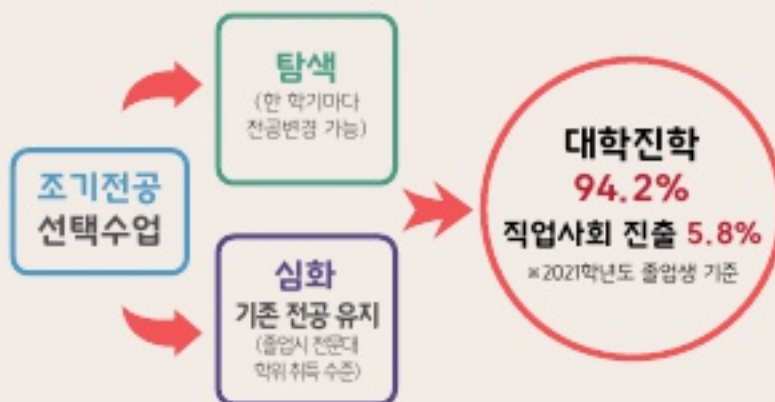 조기전공
선택수업
탐색
(한 학기마다
전공변경 가능)
심화
기존 전공 유지
(졸업시 전문대
학위 취득 수준)
대학진학
94.2%
직업사회 진출 5.8%
※2021학년도 졸업생 기준